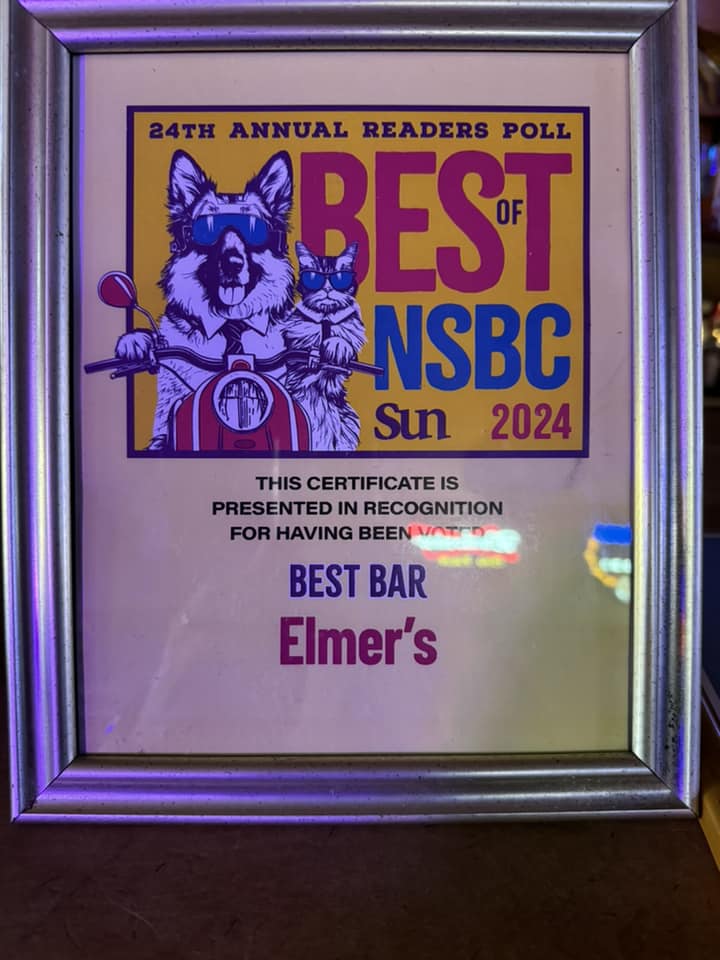 24TH ANNUAL READERS POLL
BEST OF
NSBC
Sun 2024
THIS CERTIFICATE IS
PRESENTED IN RECOGNITION
FOR HAVING BEEN VOTED
BEST BAR
Elmer's